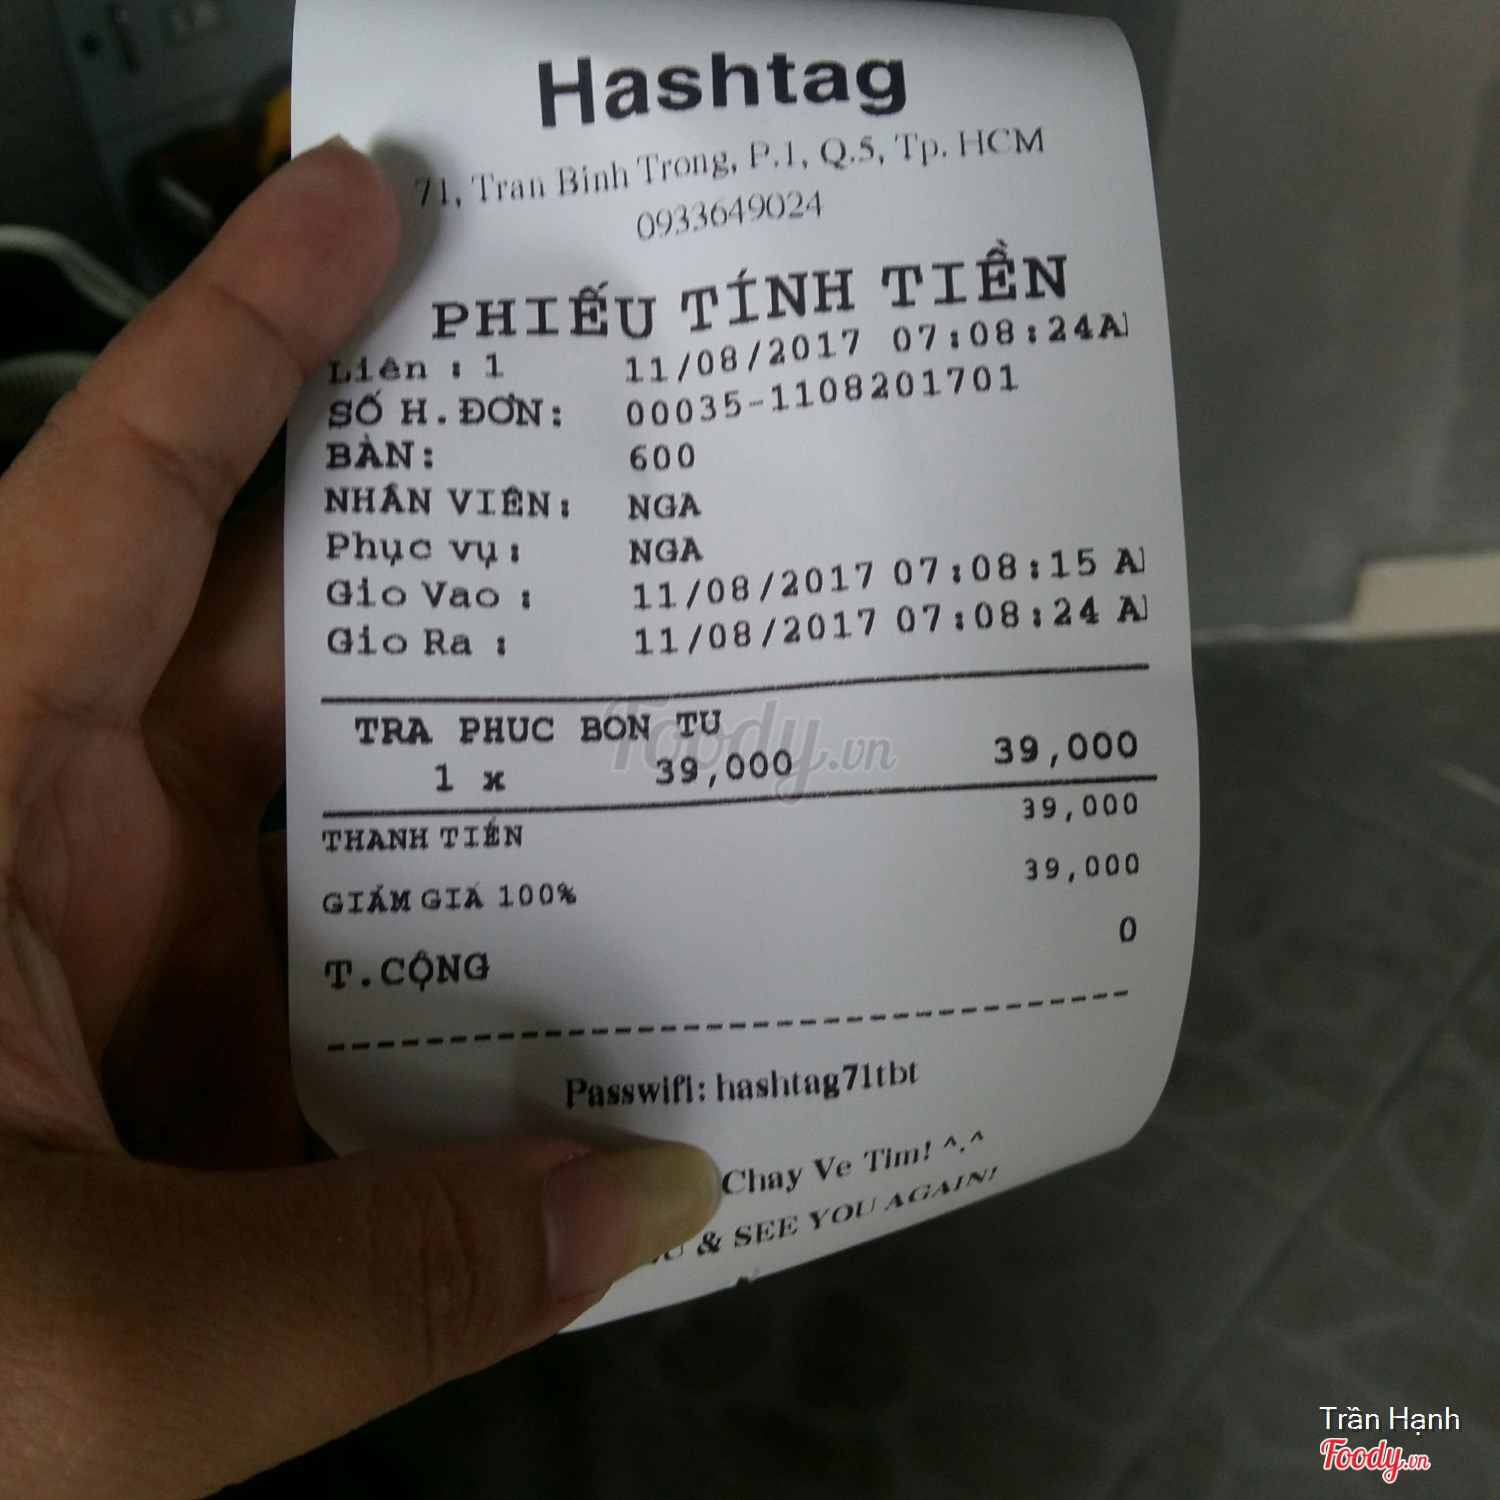 Hashtag
71, Tran Binh Trong, P.1, Q.5, Tp. HCM
0933649024
PHIẾU TÍNH TIỀN
Liên : 1 11/08/2017 07:08:24A
SỐ H.ĐƠN: 00035-1108201701
BÀN: 600
NHÂN VIÊN: NGA
Phục vụ: NGA
Gio Vao : 11/08/2017 07:08:15 A
Gio Ra : 11/08/2017 07:08:24 A
TRA PHUC BON TU
1 x 39,000 39,000
THANH TIỀN 39,000
GIẢM GIÁ 100% 39,000
T.CỘNG 0
Passwifi: hashtag71tbt
Chay Ve Tim! ^.^
& SEE YOU AGAIN!
Foody.vn
Trần Hạnh
Foody.vn